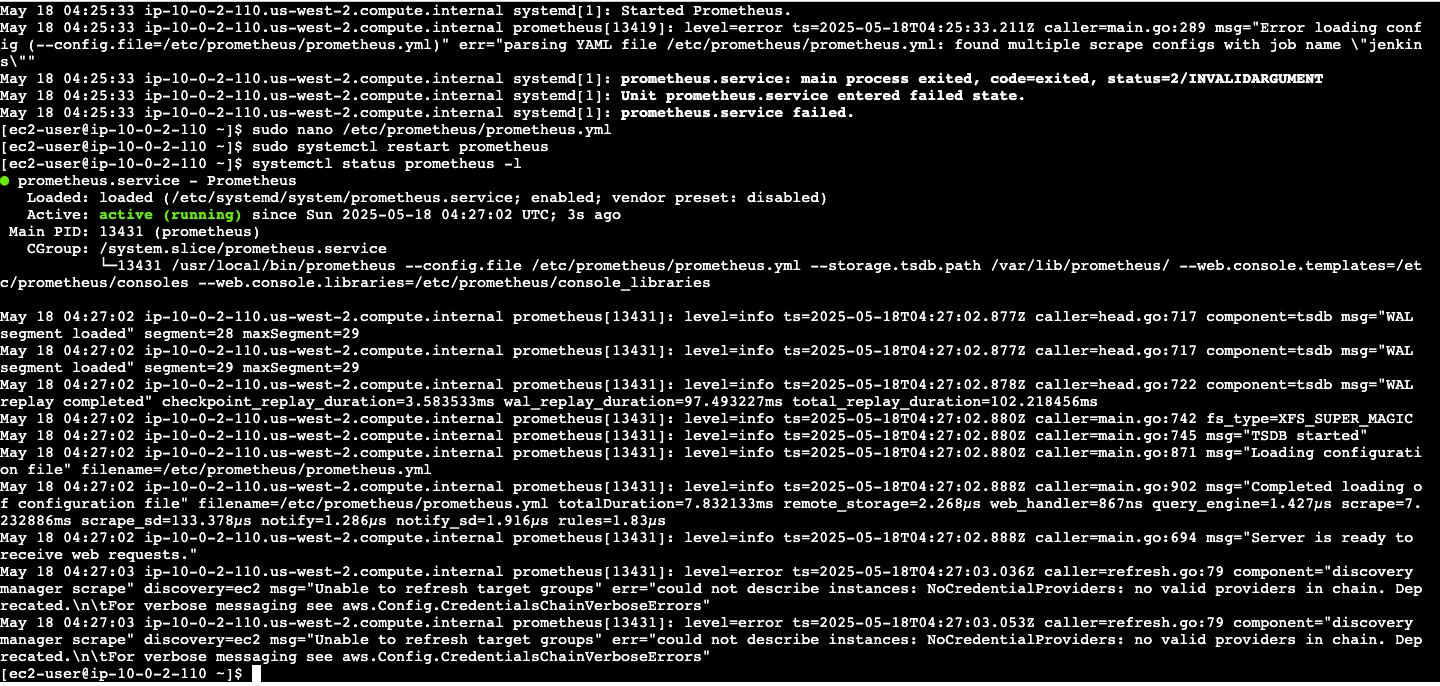 May 18 04:25:33 ip-10-0-2-110.us-west-2.compute.internal systemd[1]: Started Prometheus.
May 18 04:25:33 ip-10-0-2-110.us-west-2.compute.internal prometheus[13419]: level=error ts=2025-05-18T04:25:33.211Z caller=main.go:289 msg="Error loading conf
ig (--config.file=/etc/prometheus/prometheus.yml)" err="parsing YAML file /etc/prometheus/prometheus.yml: found multiple scrape configs with job name \"jenkin
s\""
May 18 04:25:33 ip-10-0-2-110.us-west-2.compute.internal systemd[1]: prometheus.service: main process exited, code=exited, status=2/INVALIDARGUMENT
May 18 04:25:33 ip-10-0-2-110.us-west-2.compute.internal systemd[1]: Unit prometheus.service entered failed state.
May 18 04:25:33 ip-10-0-2-110.us-west-2.compute.internal systemd[1]: prometheus.service failed.
[ec2-user@ip-10-0-2-110 ~]$ sudo nano /etc/prometheus/prometheus.yml
[ec2-user@ip-10-0-2-110 ~]$ sudo systemctl restart prometheus
[ec2-user@ip-10-0-2-110 ~]$ systemctl status prometheus -l
● prometheus.service - Prometheus
   Loaded: loaded (/etc/systemd/system/prometheus.service; enabled; vendor preset: disabled)
   Active: active (running) since Sun 2025-05-18 04:27:02 UTC; 3s ago
 Main PID: 13431 (prometheus)
   CGroup: /system.slice/prometheus.service
           └─13431 /usr/local/bin/prometheus --config.file /etc/prometheus/prometheus.yml --storage.tsdb.path /var/lib/prometheus/ --web.console.templates=/et
c/prometheus/consoles --web.console.libraries=/etc/prometheus/console_libraries
May 18 04:27:02 ip-10-0-2-110.us-west-2.compute.internal prometheus[13431]: level=info ts=2025-05-18T04:27:02.877Z caller=head.go:717 component=tsdb msg="WAL
segment loaded" segment=28 maxSegment=29
May 18 04:27:02 ip-10-0-2-110.us-west-2.compute.internal prometheus[13431]: level=info ts=2025-05-18T04:27:02.877Z caller=head.go:717 component=tsdb msg="WAL
segment loaded" segment=29 maxSegment=29
May 18 04:27:02 ip-10-0-2-110.us-west-2.compute.internal prometheus[13431]: level=info ts=2025-05-18T04:27:02.878Z caller=head.go:722 component=tsdb msg="WAL
replay completed" checkpoint_replay_duration=3.583533ms wal_replay_duration=97.493227ms total_replay_duration=102.218456ms
May 18 04:27:02 ip-10-0-2-110.us-west-2.compute.internal prometheus[13431]: level=info ts=2025-05-18T04:27:02.880Z caller=main.go:742 fs_type=XFS_SUPER_MAGIC
May 18 04:27:02 ip-10-0-2-110.us-west-2.compute.internal prometheus[13431]: level=info ts=2025-05-18T04:27:02.880Z caller=main.go:745 msg="TSDB started"
May 18 04:27:02 ip-10-0-2-110.us-west-2.compute.internal prometheus[13431]: level=info ts=2025-05-18T04:27:02.880Z caller=main.go:871 msg="Loading configurati
on file" filename=/etc/prometheus/prometheus.yml
May 18 04:27:02 ip-10-0-2-110.us-west-2.compute.internal prometheus[13431]: level=info ts=2025-05-18T04:27:02.888Z caller=main.go:902 msg="Completed loading o
f configuration file" filename=/etc/prometheus/prometheus.yml totalDuration=7.832133ms remote_storage=2.268µs web_handler=867ns query_engine=1.427µs scrape=7.
232886ms scrape_sd=133.378µs notify=1.286µs notify_sd=1.916µs rules=1.83µs
May 18 04:27:02 ip-10-0-2-110.us-west-2.compute.internal prometheus[13431]: level=info ts=2025-05-18T04:27:02.888Z caller=main.go:694 msg="Server is ready to
receive web requests."
May 18 04:27:03 ip-10-0-2-110.us-west-2.compute.internal prometheus[13431]: level=error ts=2025-05-18T04:27:03.036Z caller=refresh.go:79 component="discovery
manager scrape" discovery=ec2 msg="Unable to refresh target groups" err="could not describe instances: NoCredentialProviders: no valid providers in chain. Dep
recated.\n\tFor verbose messaging see aws.Config.CredentialsChainVerboseErrors"
May 18 04:27:03 ip-10-0-2-110.us-west-2.compute.internal prometheus[13431]: level=error ts=2025-05-18T04:27:03.053Z caller=refresh.go:79 component="discovery
manager scrape" discovery=ec2 msg="Unable to refresh target groups" err="could not describe instances: NoCredentialProviders: no valid providers in chain. Dep
recated.\n\tFor verbose messaging see aws.Config.CredentialsChainVerboseErrors"
[ec2-user@ip-10-0-2-110 ~]$